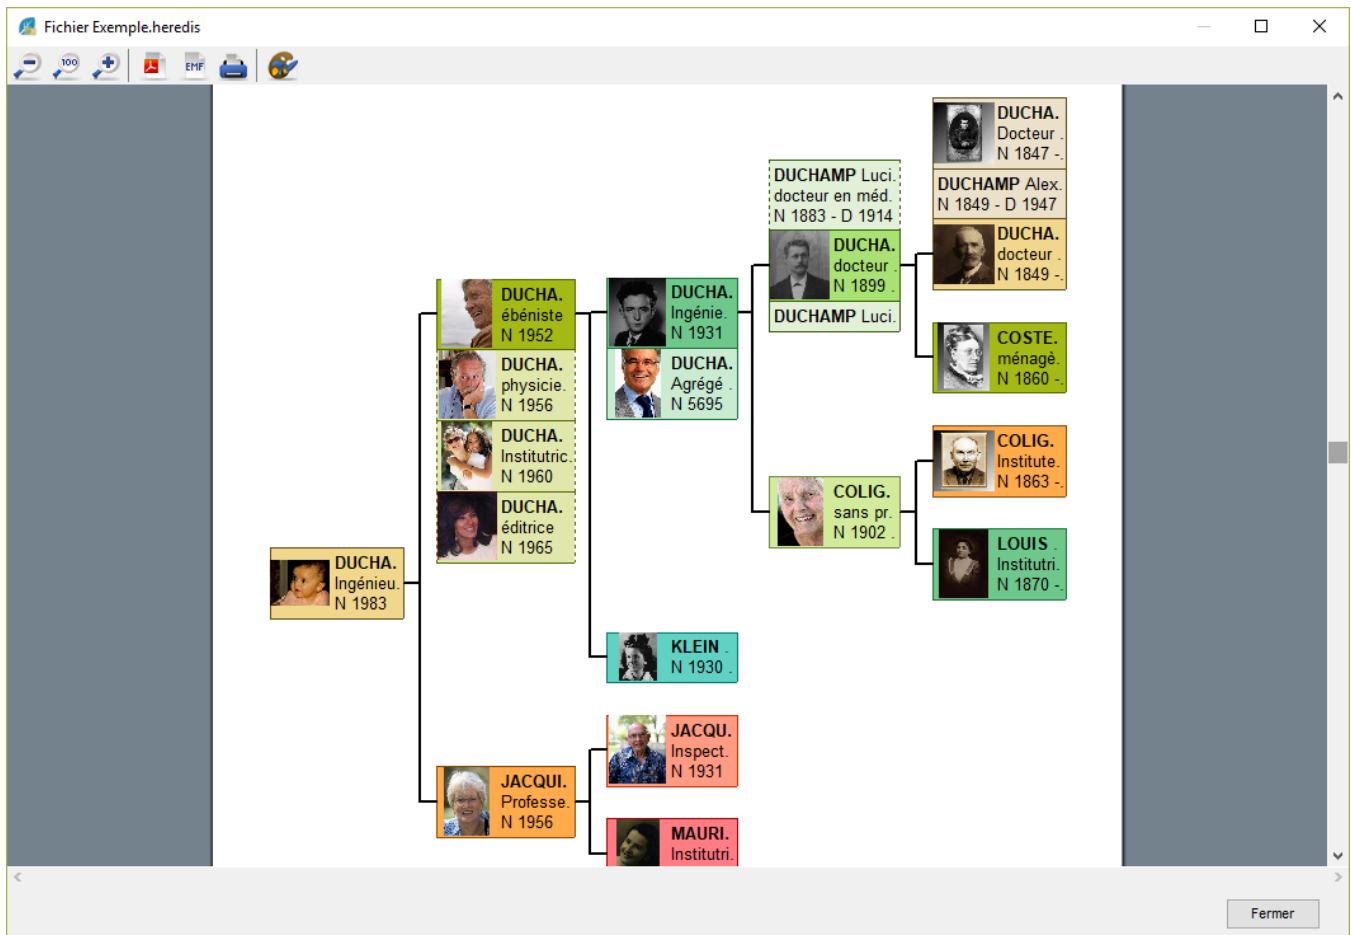 Fichier Exemple.heredis
100
EMF
DUCHA.
Docteur .
N 1847 -.
DUCHAMP Alex.
N 1849 - D 1947
DUCHA.
docteur .
N 1849 -.
DUCHAMP Luci.
docteur en méd.
N 1883 - D 1914
DUCHA.
docteur .
N 1899 .
DUCHAMP Luci.
COSTE.
ménagè.
N 1860 -.
DUCHA.
ébéniste
N 1952
DUCHA.
physicie.
N 1956
DUCHA.
Institutric.
N 1960
DUCHA.
éditrice
N 1965
DUCHA.
Ingénie.
N 1931
DUCHA.
Agrégé .
N 5695
COLIG.
Institute.
N 1863 -.
COLIG.
sans pr.
N 1902 .
LOUIS .
Institutri.
N 1870 -.
DUCHA.
Ingénieu.
N 1983
KLEIN .
N 1930 .
JACQU.
Inspect.
N 1931
JACQUI.
Professe.
N 1956
MAURI.
Institutri.
Fermer